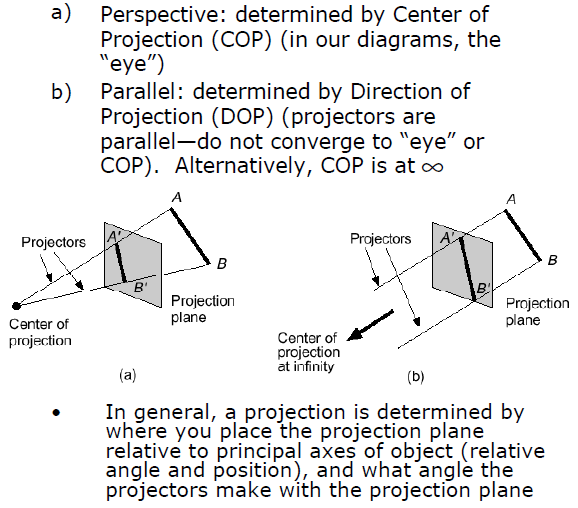 a) Perspective: determined by Center of
Projection (COP) (in our diagrams, the
“eye”)
b) Parallel: determined by Direction of
Projection (DOP) (projectors are
parallel—do not converge to “eye” or
COP). Alternatively, COP is at ∞
A
Projectors
A'
B
B'
Projection
plane
Center of
projection
(a)
A
Projectors
A'
B
B'
Projection
plane
Center of
projection
at infinity
(b)
• In general, a projection is determined by
where you place the projection plane
relative to principal axes of object (relative
angle and position), and what angle the
projectors make with the projection plane